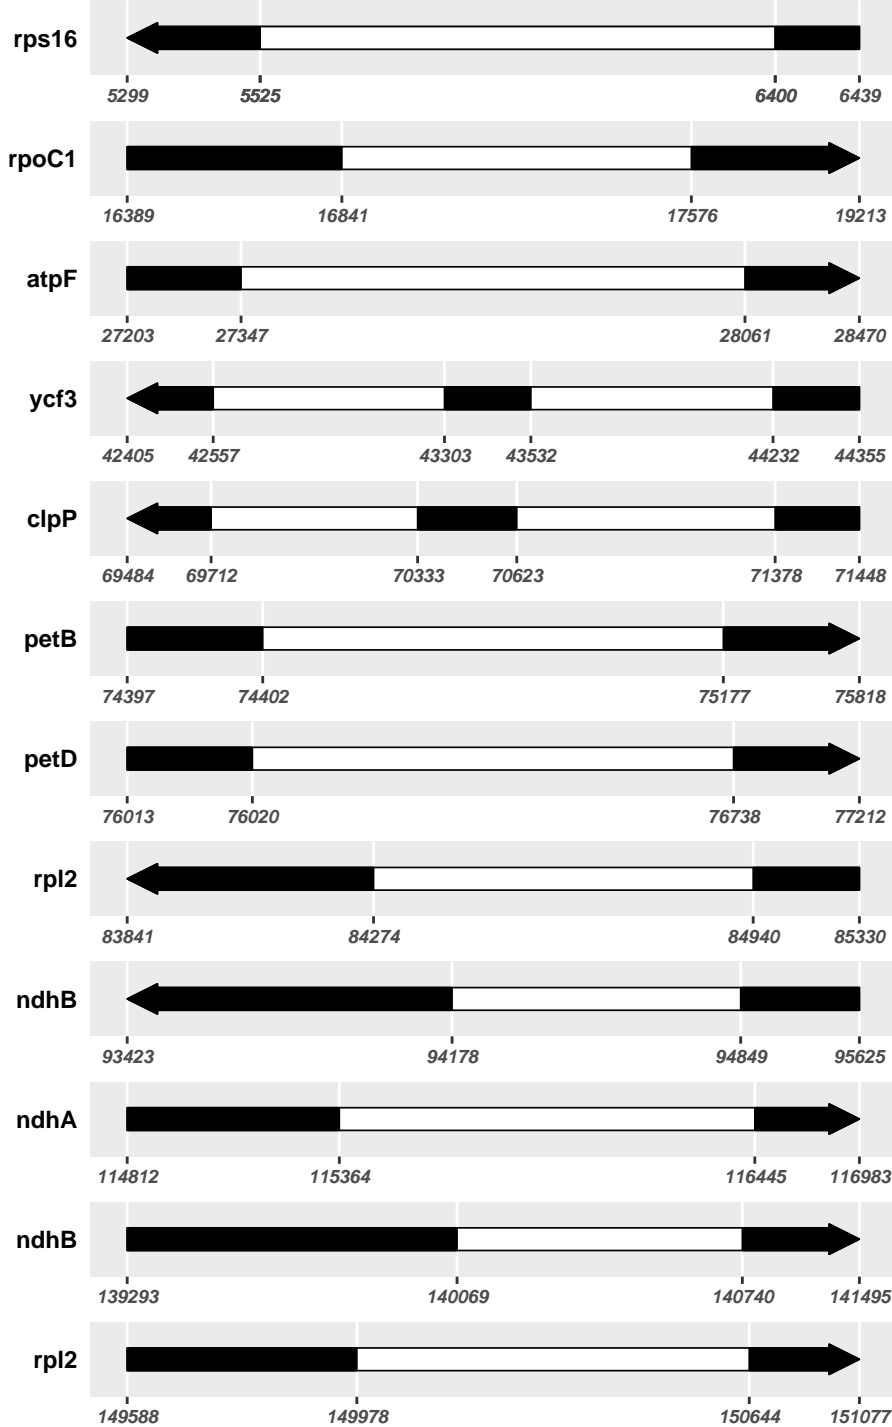 rps16
5299 5525 6400 6439
rpoC1
16389 16841 17576 19213
atpF
27203 27347 28061 28470
ycf3
42405 42557 43303 43532 44232 44355
clpP
69484 69712 70333 70623 71378 71448
petB
74397 74402 75177 75818
petD
76013 76020 76738 77212
rpl2
83841 84274 84940 85330
ndhB
93423 94178 94849 95625
ndhA
114812 115364 116445 116983
ndhB
139293 140069 140740 141495
rpl2
149588 149978 150644 151077